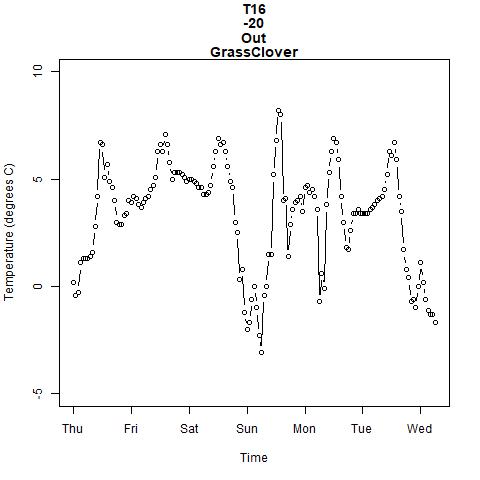 T16
-20
Out
GrassClover
Temperature (degrees C)
10
5
0
-5
Thu Fri Sat Sun Mon Tue Wed
Time